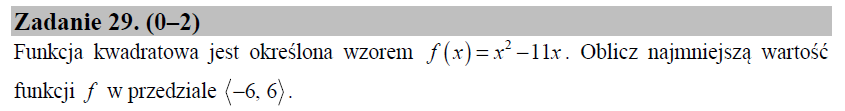 Zadanie 29. (0–2)
Funkcja kwadratowa jest określona wzorem f(x)=x²−11x. Oblicz najmniejszą wartość
funkcji f w przedziale ⟨−6, 6⟩.